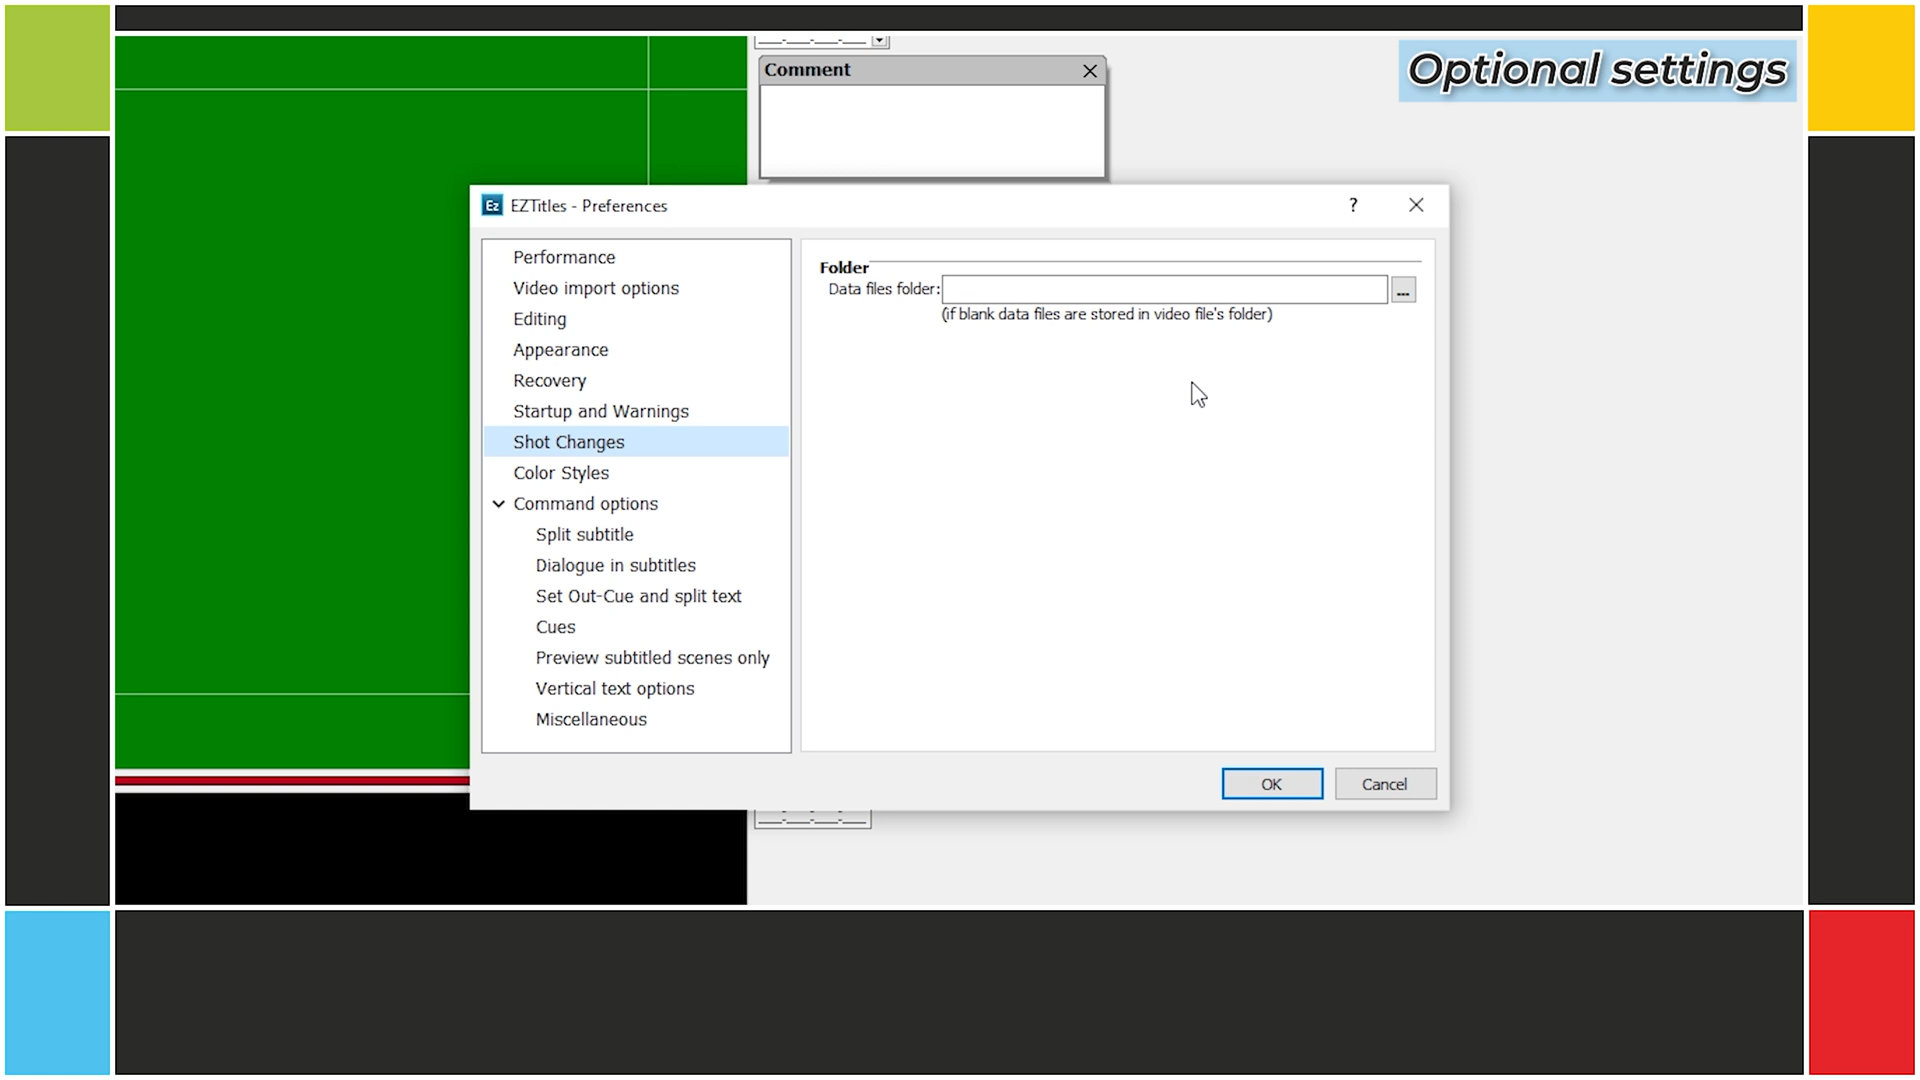 Optional settings
Comment
Ez EZTitles - Preferences
?
Performance
Video import options
Editing
Appearance
Recovery
Startup and Warnings
Shot Changes
Color Styles
Command options
Split subtitle
Dialogue in subtitles
Set Out-Cue and split text
Cues
Preview subtitled scenes only
Vertical text options
Miscellaneous
Folder
Data files folder:
...
(if blank data files are stored in video file's folder)
OK
Cancel